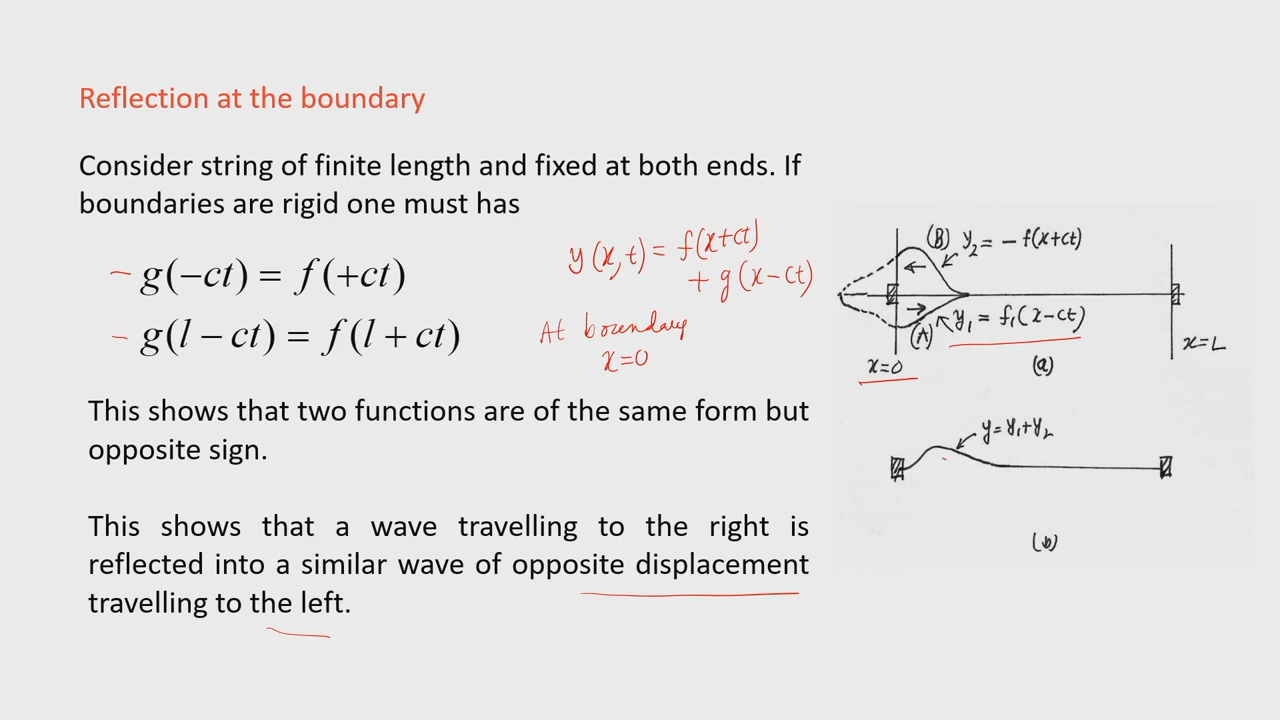 Reflection at the boundary
Consider string of finite length and fixed at both ends. If
boundaries are rigid one must has
− g(−ct) = f(+ct)
− g(l − ct) = f(l + ct)
y(x,t) = f(x+ct)
+ g(x−ct)
At boundary
x=0
This shows that two functions are of the same form but
opposite sign.
This shows that a wave travelling to the right is
reflected into a similar wave of opposite displacement
travelling to the left.
(B) y₂ = − f(x+ct)
(A) y₁ = f₁(x−ct)
x=0
(a)
x=L
y=y₁+y₂
(b)